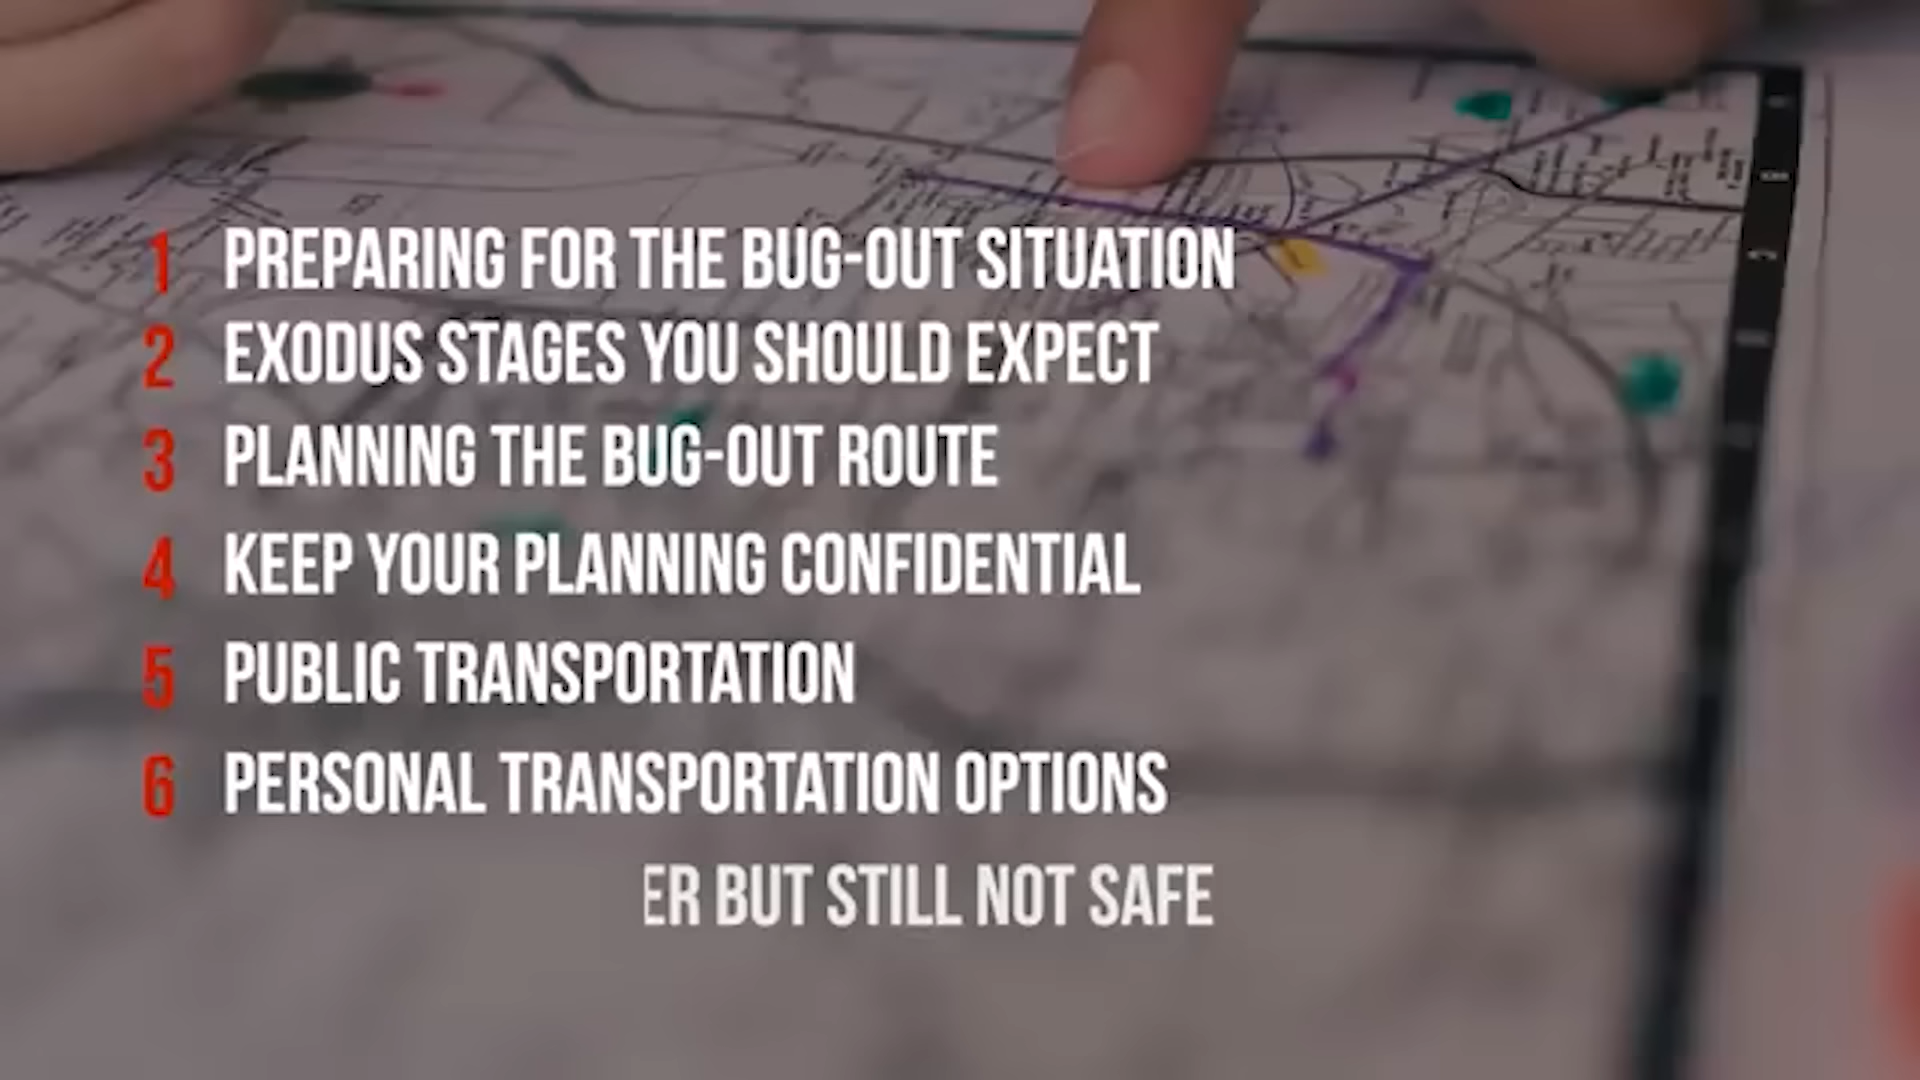 1 PREPARING FOR THE BUG-OUT SITUATION
2 EXODUS STAGES YOU SHOULD EXPECT
3 PLANNING THE BUG-OUT ROUTE
4 KEEP YOUR PLANNING CONFIDENTIAL
5 PUBLIC TRANSPORTATION
6 PERSONAL TRANSPORTATION OPTIONS
ER BUT STILL NOT SAFE